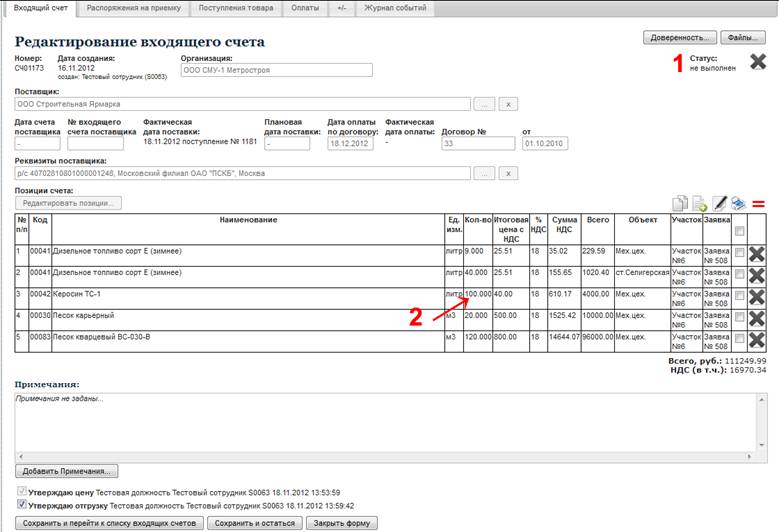 Входящий счет Распоряжения на приемку Поступления товара Оплаты +/- Журнал событий
Редактирование входящего счета
Доверенность... Файлы...
Номер: Дата создания: Организация: 1 Статус:
СЧ01173 16.11.2012 ООО СМУ-1 Метростроя не выполнен
создан: Тестовый сотрудник (S0063)
Поставщик:
ООО Строительная Ярмарка ... x
Дата счета № входящего Фактическая Плановая Дата оплаты Фактическая Договор № от
поставщика счета поставщика дата поставки: дата поставки: по договору: дата оплаты:
- 18.11.2012 поступление № 1181 - 18.12.2012 - 33 01.10.2010
Реквизиты поставщика:
р/с 40702810801000001248, Московский филиал ОАО "ПСКБ", Москва ... x
Позиции счета:
Редактировать позиции...
№ Код Наименование Ед. Кол-во Итоговая % Сумма Всего Объект Участок Заявка
п/п изм. цена с НДС НДС
НДС
1 00041 Дизельное топливо сорт Е (зимнее) литр 9.000 25.51 18 35.02 229.59 Мех.цех. Участок Заявка
№6 № 508
2 00041 Дизельное топливо сорт Е (зимнее) литр 40.000 25.51 18 155.65 1020.40 ст.Селигерская Участок Заявка
№6 № 508
3 00042 Керосин ТС-1 литр 100.000 40.00 18 610.17 4000.00 Мех.цех. Участок Заявка
№6 № 508
2
4 00030 Песок карьерный м3 20.000 500.00 18 1525.42 10000.00 Мех.цех. Участок Заявка
№6 № 508
5 00083 Песок кварцевый ВС-030-В м3 120.000 800.00 18 14644.07 96000.00 Мех.цех. Участок Заявка
№6 № 508
Всего, руб.: 111249.99
НДС (в т.ч.): 16970.34
Примечания:
Примечания не заданы...
Добавить Примечания...
Утверждаю цену Тестовая должность Тестовый сотрудник S0063 18.11.2012 13:53:59
Утверждаю отгрузку Тестовая должность Тестовый сотрудник S0063 18.11.2012 13:59:42
Сохранить и перейти к списку входящих счетов Сохранить и остаться Закрыть форму